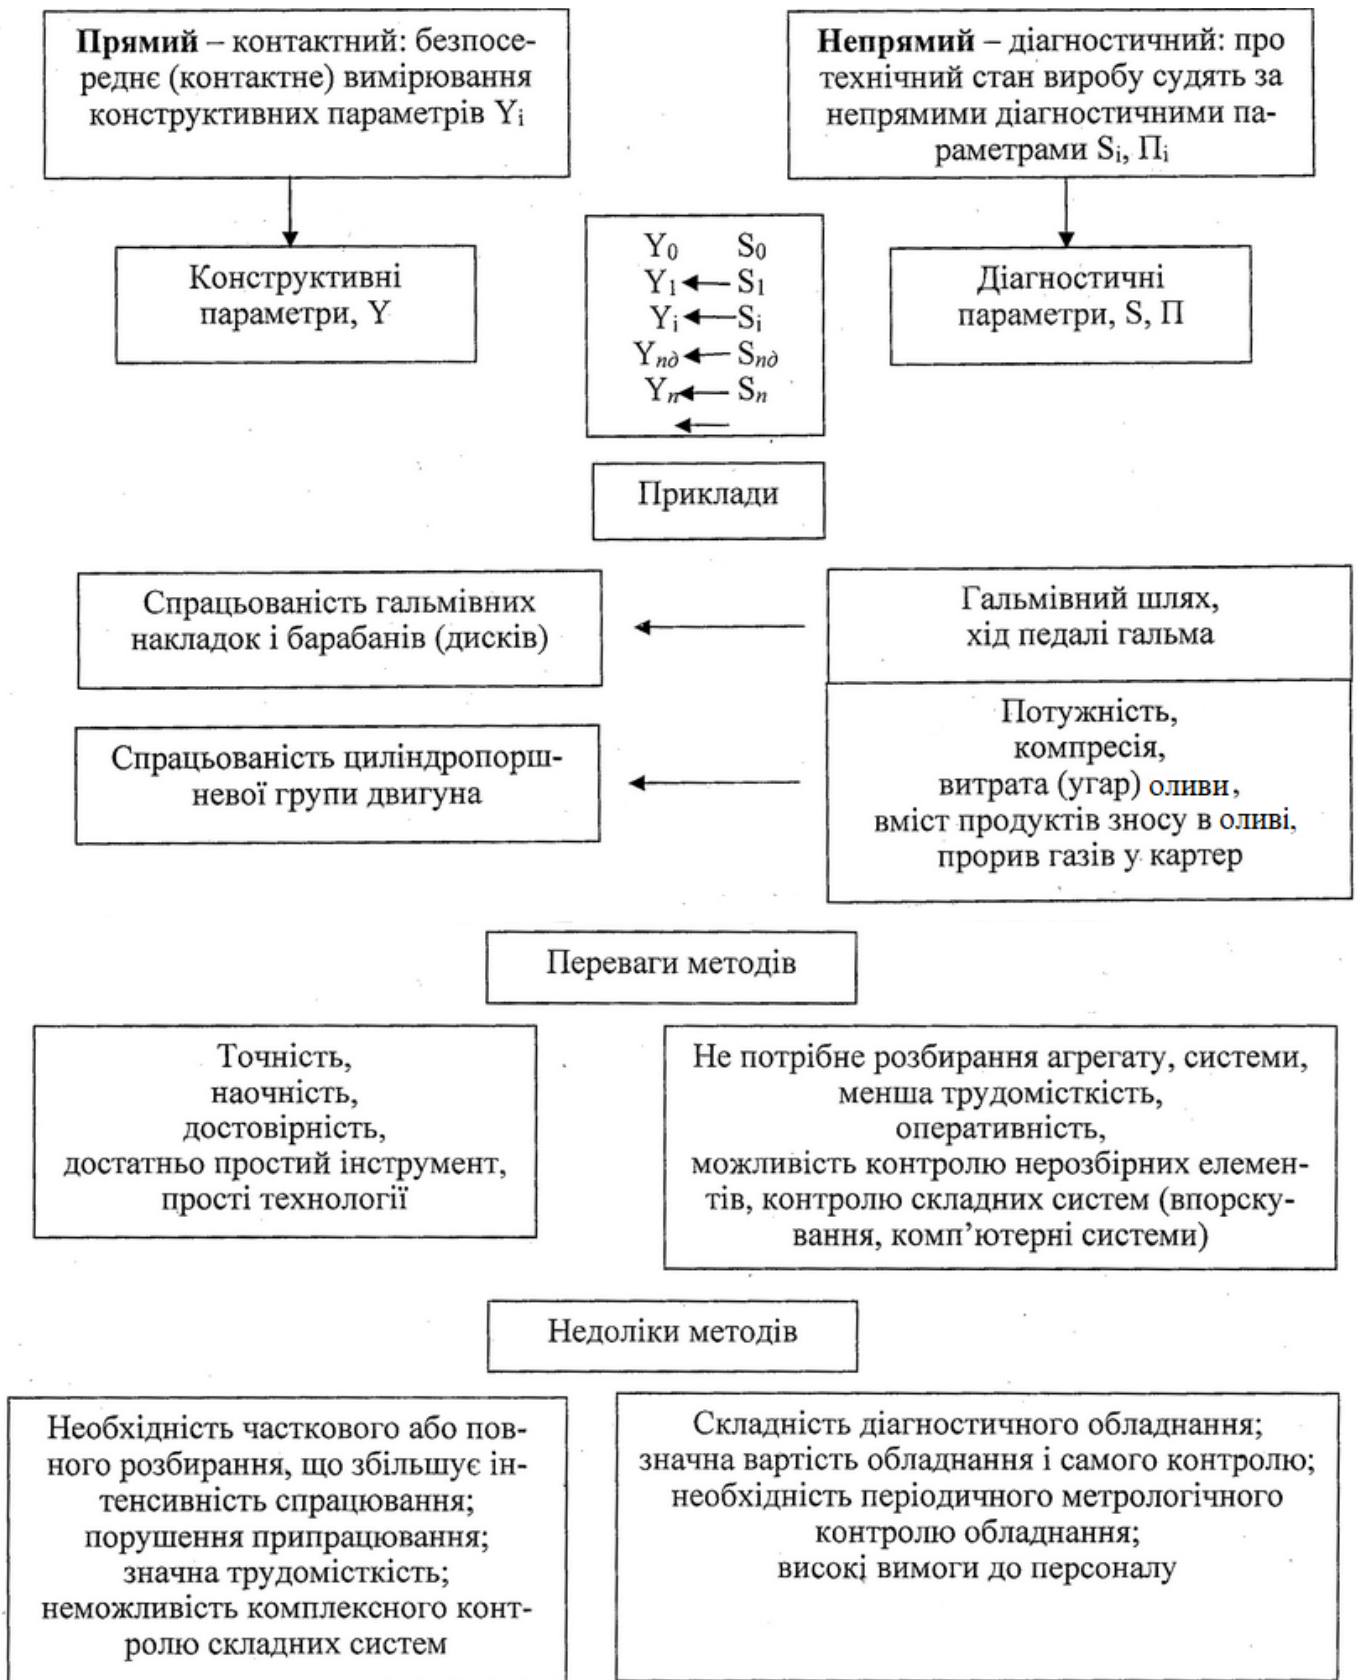 Прямий – контактний: безпосе-
реднє (контактне) вимірювання
конструктивних параметрів Yᵢ
Непрямий – діагностичний: про
технічний стан виробу судять за
непрямими діагностичними па-
раметрами Sᵢ, Пᵢ
Конструктивні
параметри, Y
Y₀ S₀
Y₁ ← S₁
Yᵢ ← Sᵢ
Yпд ← Sпд
Yп ← Sп
←
Діагностичні
параметри, S, П
Приклади
Спрацьованість гальмівних
накладок і барабанів (дисків)
Гальмівний шлях,
хід педалі гальма
Спрацьованість циліндропорш-
невої групи двигуна
Потужність,
компресія,
витрата (угар) оливи,
вміст продуктів зносу в оливі,
прорив газів у картер
Переваги методів
Точність,
наочність,
достовірність,
достатньо простий інструмент,
прості технології
Не потрібне розбирання агрегату, системи,
менша трудомісткість,
оперативність,
можливість контролю нерозбірних елемен-
тів, контролю складних систем (впорску-
вання, комп’ютерні системи)
Недоліки методів
Необхідність часткового або пов-
ного розбирання, що збільшує ін-
тенсивність спрацювання;
порушення припрацювання;
значна трудомісткість;
неможливість комплексного конт-
ролю складних систем
Складність діагностичного обладнання;
значна вартість обладнання і самого контролю;
необхідність періодичного метрологічного
контролю обладнання;
високі вимоги до персоналу